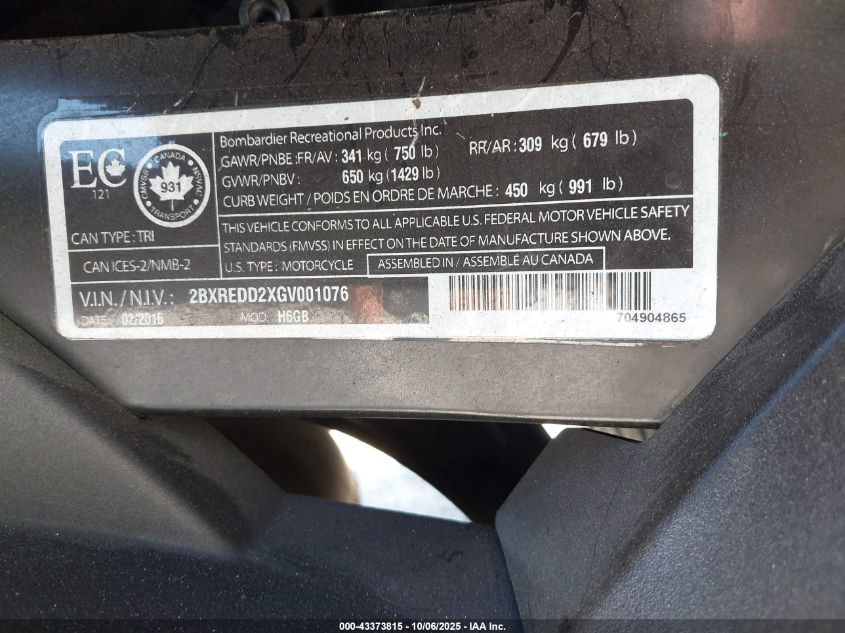 EC
121
CANADA
CMVSS
NSVAC
931
TRANSPORT
CAN TYPE: TRI
CAN ICES-2/NMB-2
Bombardier Recreational Products Inc.
GAWR/PNBE :FR/AV: 341 kg ( 750 lb) RR/AR: 309 kg ( 679 lb)
GVWR/PNBV : 650 kg (1429 lb)
CURB WEIGHT / POIDS EN ORDRE DE MARCHE : 450 kg ( 991 lb)
THIS VEHICLE CONFORMS TO ALL APPLICABLE U.S. FEDERAL MOTOR VEHICLE SAFETY
STANDARDS (FMVSS) IN EFFECT ON THE DATE OF MANUFACTURE SHOWN ABOVE.
U.S. TYPE: MOTORCYCLE ASSEMBLED IN / ASSEMBLÉ AU CANADA
V.I.N. / N.I.V.: 2BXREDD2XGV001076
DATE: 02/2016 MOD: H6GB
704904865
000-43373815 - 10/06/2025 - IAA Inc.